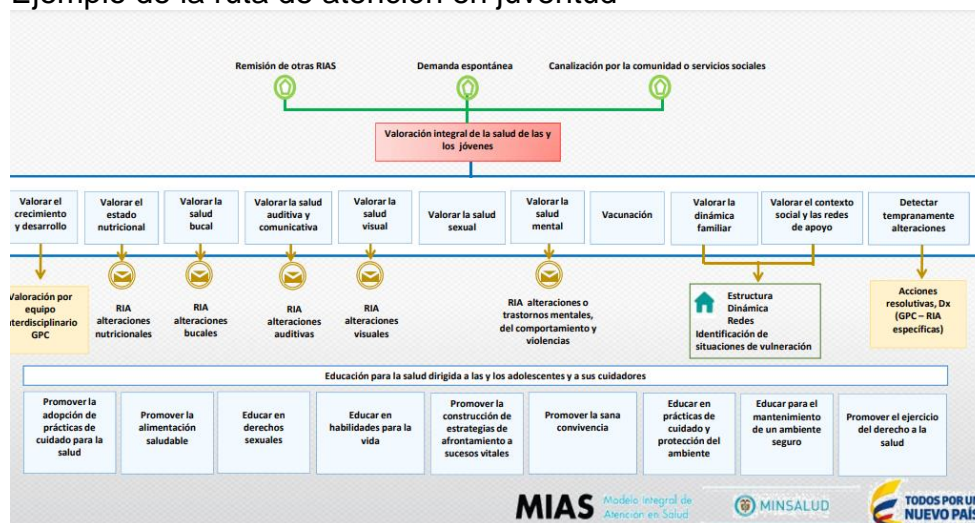 Ejemplo de la ruta de atención en juventud
Remisión de otras RIAS
Demanda espontánea
Canalización por la comunidad o servicios sociales
Valoración integral de la salud de las y
los jóvenes
Valorar el
crecimiento
y desarrollo
Valorar el
estado
nutricional
Valorar la
salud
bucal
Valorar la salud
auditiva y
comunicativa
Valorar la
salud
visual
Valorar la salud
sexual
Valorar la
salud
mental
Vacunación
Valorar la
dinámica
familiar
Valorar el contexto
social y las redes
de apoyo
Detectar
tempranamente
alteraciones
Valoración por
equipo
nterdisciplinario
GPC
RIA
alteraciones
nutricionales
RIA
alteraciones
bucales
RIA
alteraciones
auditivas
RIA
alteraciones
visuales
RIA alteraciones o
trastornos mentales,
del comportamiento y
violencias
Estructura
Dinámica
Redes
Identificación de
situaciones de vulneración
Acciones
resolutivas, Dx
(GPC – RIA
específicas)
Educación para la salud dirigida a las y los adolescentes y a sus cuidadores
Promover la
adopción de
prácticas de
cuidado para la
salud
Promover la
alimentación
saludable
Educar en
derechos
sexuales
Educar en
habilidades para la
vida
Promover la
construcción de
estrategias de
afrontamiento a
sucesos vitales
Promover la sana
convivencia
Educar en
prácticas de
cuidado y
protección del
ambiente
Educar para el
mantenimiento
de un ambiente
seguro
Promover el ejercicio
del derecho a la
salud
MIAS
Modelo Integral de
Atención en Salud
MINSALUD
TODOS POR UN
NUEVO PAÍS